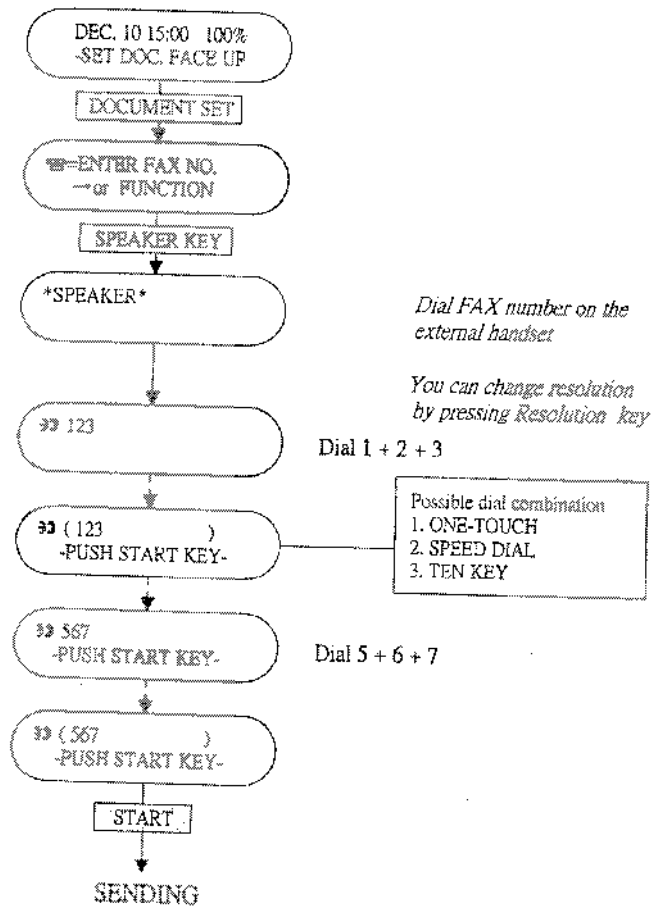 DEC. 10 15:00 100%
-SET DOC. FACE UP
DOCUMENT SET
☎=ENTER FAX NO.
→or FUNCTION
SPEAKER KEY
*SPEAKER*
Dial FAX number on the
external handset
You can change resolution
by pressing Resolution key
123
Dial 1 + 2 + 3
( 123 )
-PUSH START KEY-
Possible dial combination
1. ONE-TOUCH
2. SPEED DIAL
3. TEN KEY
567
-PUSH START KEY-
Dial 5 + 6 + 7
( 567 )
-PUSH START KEY-
START
SENDING